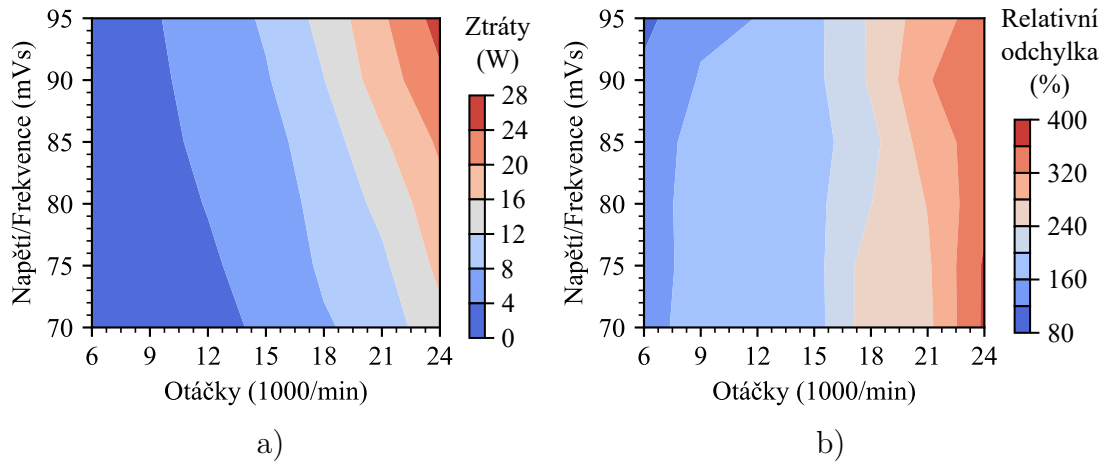 95
90
85
80
75
70
Napětí/Frekvence (mVs)
6 9 12 15 18 21 24
Otáčky (1000/min)
Ztráty
(W)
28
24
20
16
12
8
4
0
a)
95
90
85
80
75
70
Napětí/Frekvence (mVs)
6 9 12 15 18 21 24
Otáčky (1000/min)
Relativní
odchylka
(%)
400
320
240
160
80
b)